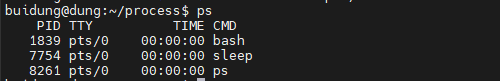 buidung@dung:~/process$ ps
    PID TTY          TIME CMD
   1839 pts/0    00:00:00 bash
   7754 pts/0    00:00:00 sleep
   8261 pts/0    00:00:00 ps